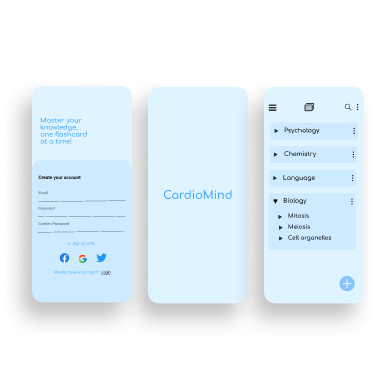 Master your
knowledge,
one flashcard
at a time!
Create your account
Email
Password
Confirm Password
or sign up with
Already have an account? Login
CardioMind
Psychology
Chemistry
Language
Biology
Mitosis
Meiosis
Cell organelles